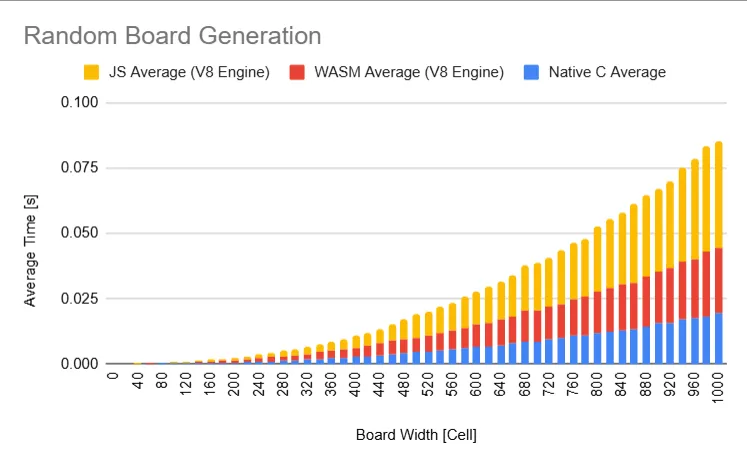 Random Board Generation
JS Average (V8 Engine) WASM Average (V8 Engine) Native C Average
0.100
0.075
0.050
0.025
0.000
Average Time [s]
0 40 80 120 160 200 240 280 320 360 400 440 480 520 560 600 640 680 720 760 800 840 880 920 960 1000
Board Width [Cell]